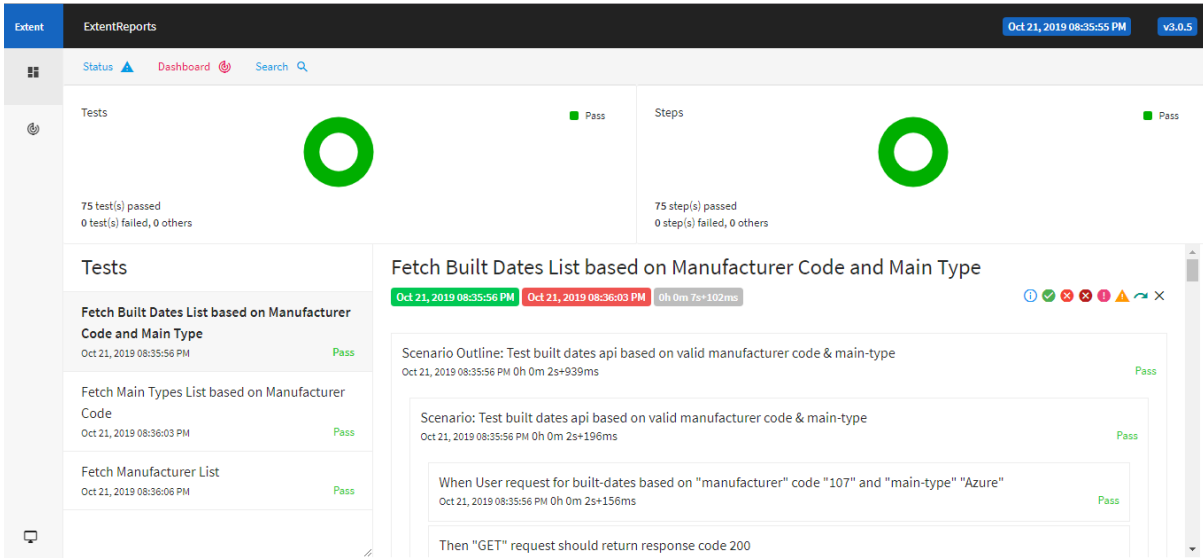 Extent ExtentReports Oct 21, 2019 08:35:55 PM v3.0.5
Status Dashboard Search
Tests Pass
75 test(s) passed
0 test(s) failed, 0 others
Steps Pass
75 step(s) passed
0 step(s) failed, 0 others
Tests
Fetch Built Dates List based on Manufacturer
Code and Main Type
Oct 21, 2019 08:35:56 PM Pass
Fetch Main Types List based on Manufacturer
Code
Oct 21, 2019 08:36:03 PM Pass
Fetch Manufacturer List
Oct 21, 2019 08:36:06 PM Pass
Fetch Built Dates List based on Manufacturer Code and Main Type
Oct 21, 2019 08:35:56 PM Oct 21, 2019 08:36:03 PM 0h 0m 7s+102ms
Scenario Outline: Test built dates api based on valid manufacturer code & main-type
Oct 21, 2019 08:35:56 PM 0h 0m 2s+939ms Pass
Scenario: Test built dates api based on valid manufacturer code & main-type
Oct 21, 2019 08:35:56 PM 0h 0m 2s+196ms Pass
When User request for built-dates based on "manufacturer" code "107" and "main-type" "Azure"
Oct 21, 2019 08:35:56 PM 0h 0m 2s+156ms Pass
Then "GET" request should return response code 200